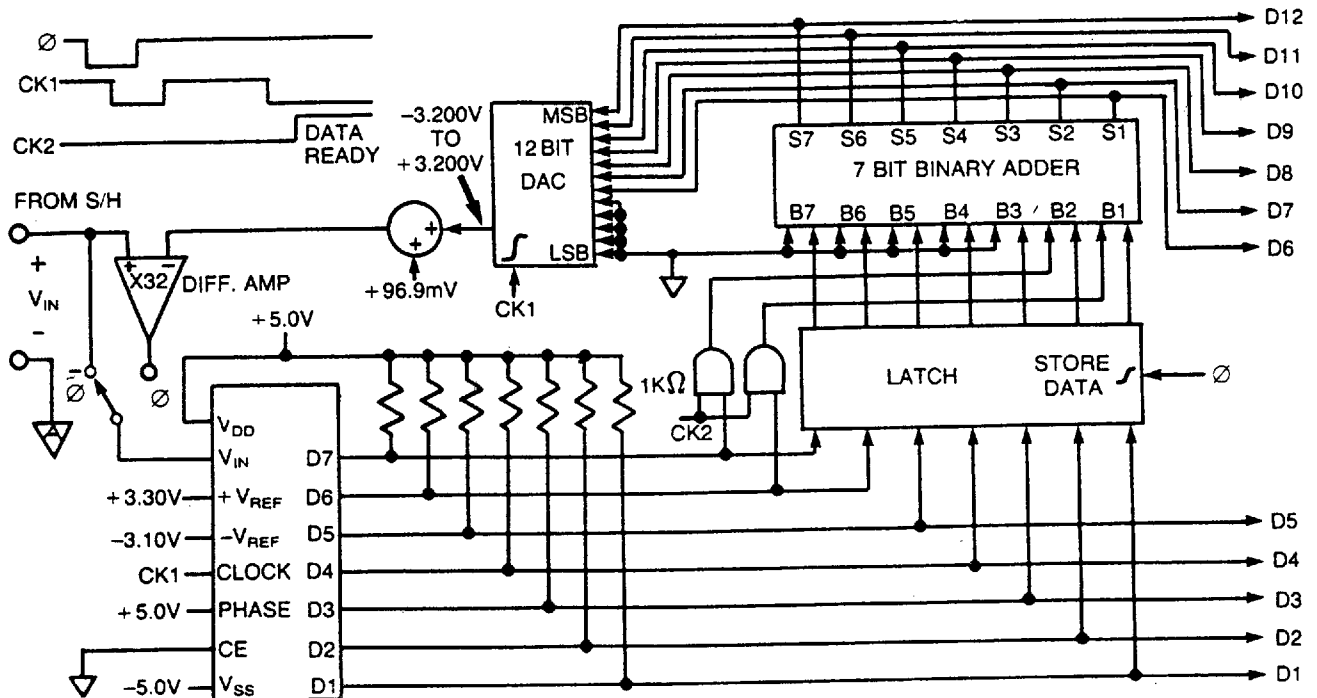 Ø
CK1
CK2
DATA
READY
FROM S/H
+
V_IN
-
X32
+ -
DIFF. AMP
Ø
Ø̄
+5.0V
+96.9mV
+
+
−3.200V
TO
+3.200V
MSB
12 BIT
DAC
LSB
CK1
S7 S6 S5 S4 S3 S2 S1
7 BIT BINARY ADDER
B7 B6 B5 B4 B3 B2 B1
D12
D11
D10
D9
D8
D7
D6
1KΩ
CK2
LATCH
STORE
DATA
Ø
V_DD
V_IN
+3.30V
+V_REF
−3.10V
−V_REF
CK1
CLOCK
+5.0V
PHASE
CE
−5.0V
V_SS
D7
D6
D5
D4
D3
D2
D1
D5
D4
D3
D2
D1
A